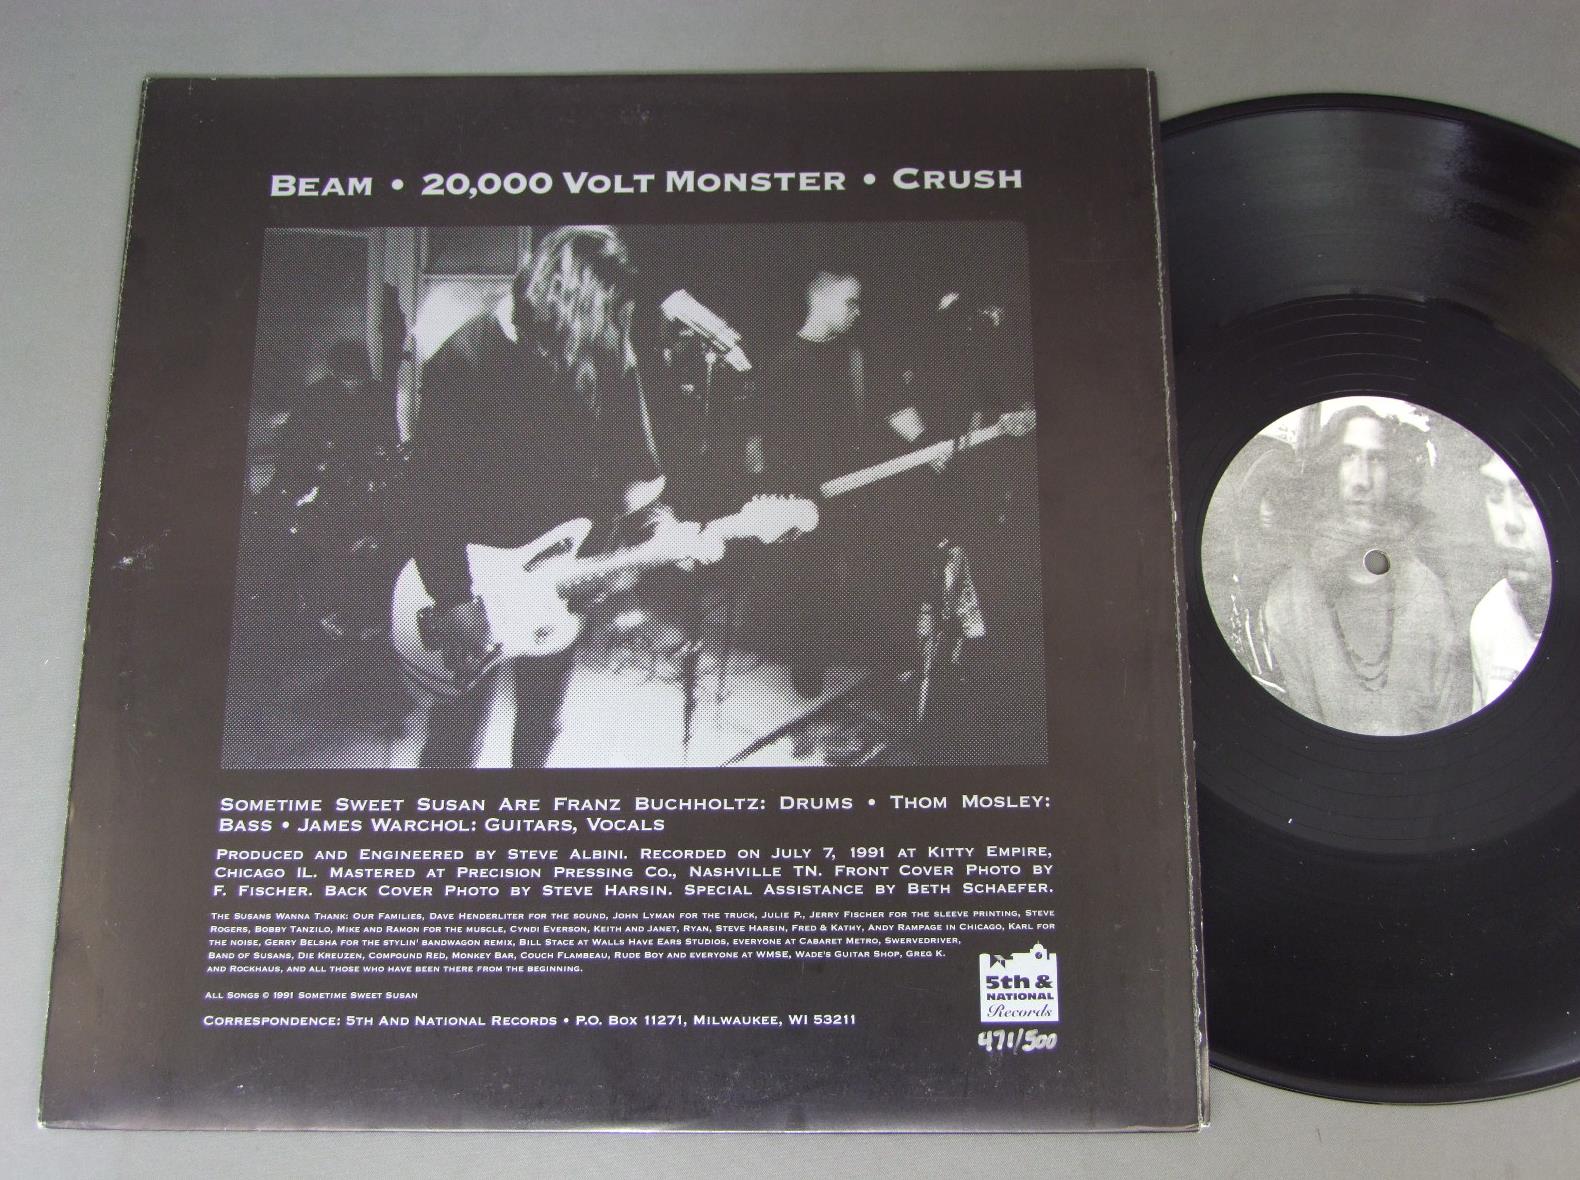 BEAM • 20,000 VOLT MONSTER • CRUSH
SOMETIME SWEET SUSAN ARE FRANZ BUCHHOLTZ: DRUMS • THOM MOSLEY:
BASS • JAMES WARCHOL: GUITARS, VOCALS
PRODUCED AND ENGINEERED BY STEVE ALBINI. RECORDED ON JULY 7, 1991 AT KITTY EMPIRE,
CHICAGO IL. MASTERED AT PRECISION PRESSING CO., NASHVILLE TN. FRONT COVER PHOTO BY
F. FISCHER. BACK COVER PHOTO BY STEVE HARSIN. SPECIAL ASSISTANCE BY BETH SCHAEFER.
THE SUSANS WANNA THANK: OUR FAMILIES, DAVE HENDERLITER FOR THE SOUND, JOHN LYMAN FOR THE TRUCK, JULIE P., JERRY FISCHER FOR THE SLEEVE PRINTING, STEVE
ROGERS, BOBBY TANZILO, MIKE AND RAMON FOR THE MUSCLE, CYNDI EVERSON, KEITH AND JANET, RYAN, STEVE HARSIN, FRED & KATHY, ANDY RAMPAGE IN CHICAGO, KARL FOR
THE NOISE, GERRY BELSHA FOR THE STYLIN' BANDWAGON REMIX, BILL STACE AT WALLS HAVE EARS STUDIOS, EVERYONE AT CABARET METRO, SWERVEDRIVER,
BAND OF SUSANS, DIE KREUZEN, COMPOUND RED, MONKEY BAR, COUCH FLAMBEAU, RUDE BOY AND EVERYONE AT WMSE, WADE'S GUITAR SHOP, GREG K.
AND ROCKHAUS, AND ALL THOSE WHO HAVE BEEN THERE FROM THE BEGINNING.
ALL SONGS © 1991 SOMETIME SWEET SUSAN
CORRESPONDENCE: 5TH AND NATIONAL RECORDS • P.O. BOX 11271, MILWAUKEE, WI 53211
5th &
NATIONAL
Records
471/500